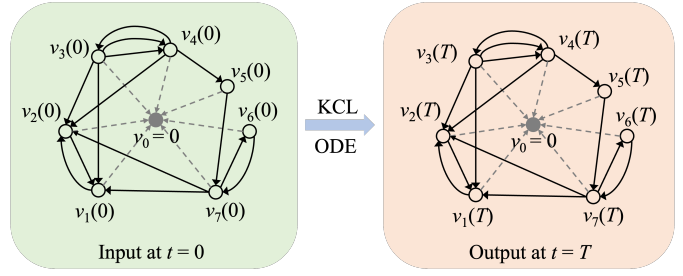 v3(0)
v4(0)
v5(0)
v2(0)
v6(0)
v0 = 0
v1(0)
v7(0)
Input at t = 0
KCL
ODE
v3(T)
v4(T)
v5(T)
v2(T)
v6(T)
v0 = 0
v1(T)
v7(T)
Output at t = T